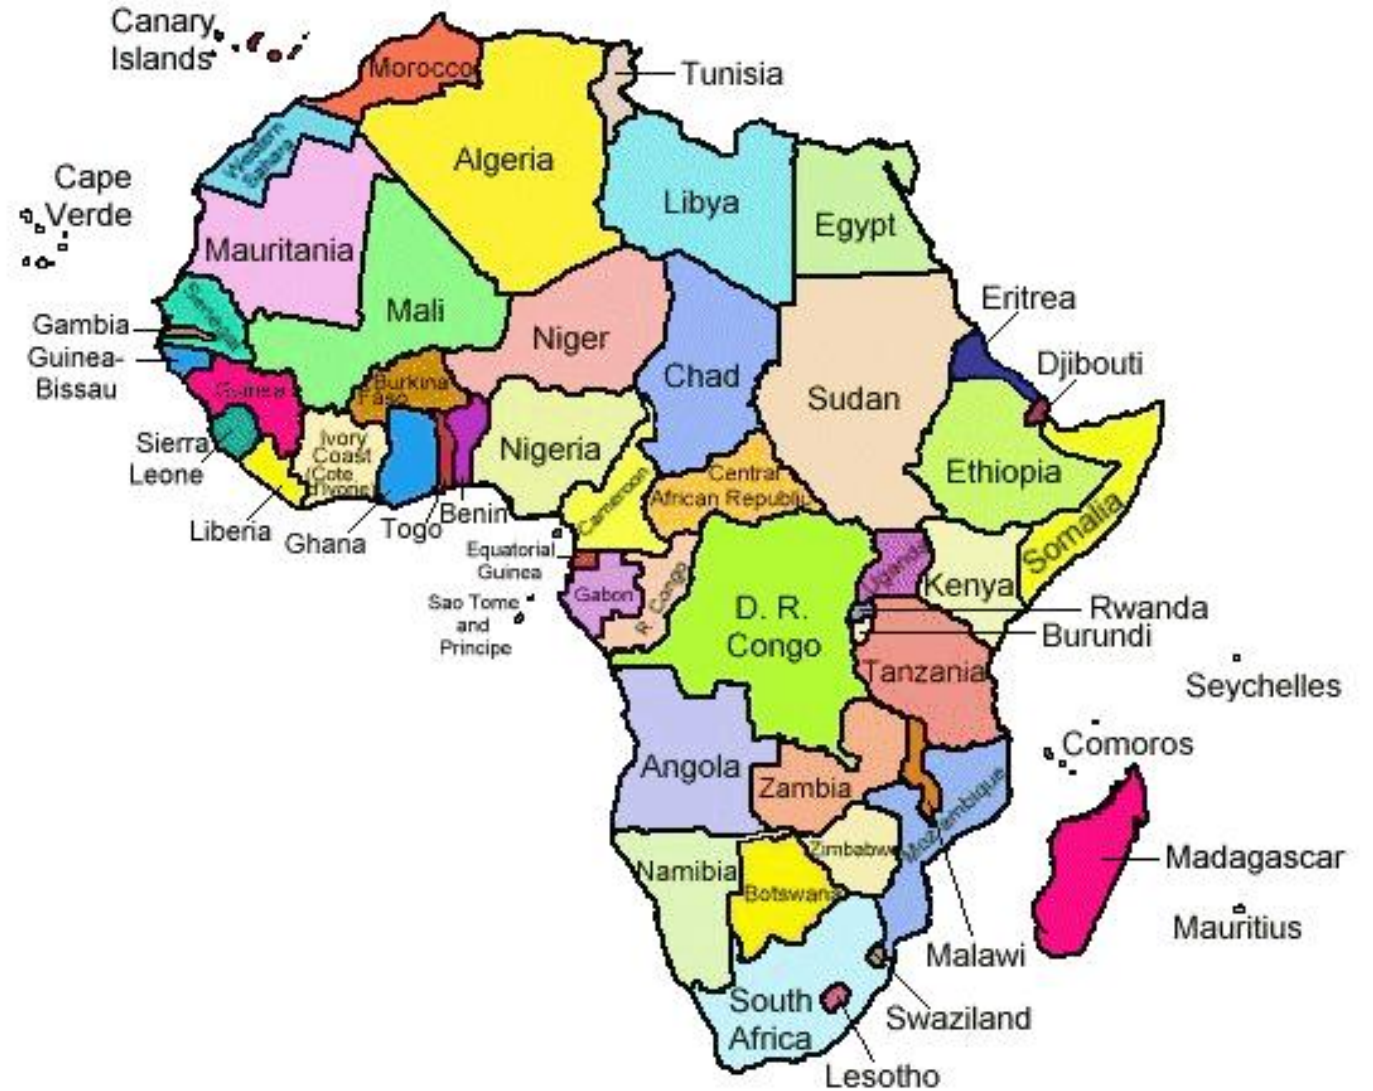 Canary
Islands
Morocco
Tunisia
Algeria
Western
Sahara
Libya
Egypt
Cape
Verde
Mauritania
Mali
Niger
Chad
Sudan
Eritrea
Djibouti
Senegal
Gambia
Guinea-
Bissau
Guinea
Burkina
Faso
Sierra
Leone
Ivory
Coast
(Cote
d'Ivoire)
Nigeria
Ethiopia
Somalia
Central
African Republic
Cameroon
Liberia
Ghana
Togo
Benin
Equatorial
Guinea
Gabon
R. Congo
D. R.
Congo
Uganda
Kenya
Rwanda
Burundi
Sao Tome
and
Principe
Tanzania
Seychelles
Comoros
Angola
Zambia
Mozambique
Zimbabw
Madagascar
Namibia
Botswana
Mauritius
Malawi
South
Africa
Swaziland
Lesotho